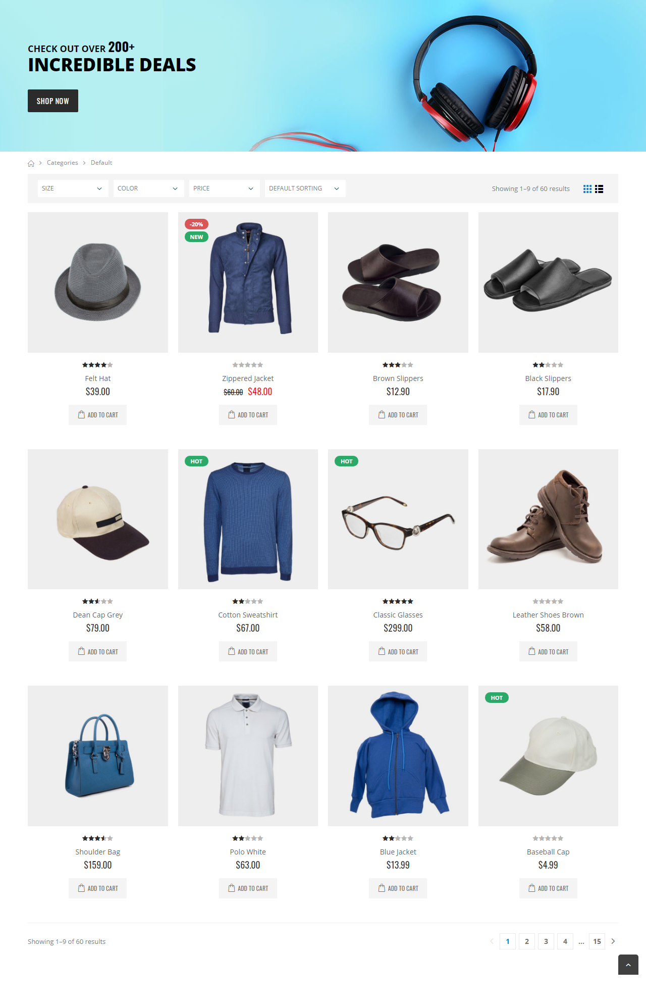 CHECK OUT OVER 200+
INCREDIBLE DEALS
SHOP NOW
Categories > Default
SIZE
COLOR
PRICE
DEFAULT SORTING
Showing 1–9 of 60 results
Felt Hat
$39.00
ADD TO CART
-20%
NEW
Zippered Jacket
$60.00 $48.00
ADD TO CART
Brown Slippers
$12.90
ADD TO CART
Black Slippers
$17.90
ADD TO CART
Dean Cap Grey
$79.00
ADD TO CART
HOT
Cotton Sweatshirt
$67.00
ADD TO CART
HOT
Classic Glasses
$299.00
ADD TO CART
Leather Shoes Brown
$58.00
ADD TO CART
Shoulder Bag
$159.00
ADD TO CART
Polo White
$63.00
ADD TO CART
Blue Jacket
$13.99
ADD TO CART
HOT
Baseball Cap
$4.99
ADD TO CART
Showing 1–9 of 60 results
1 2 3 4 ... 15